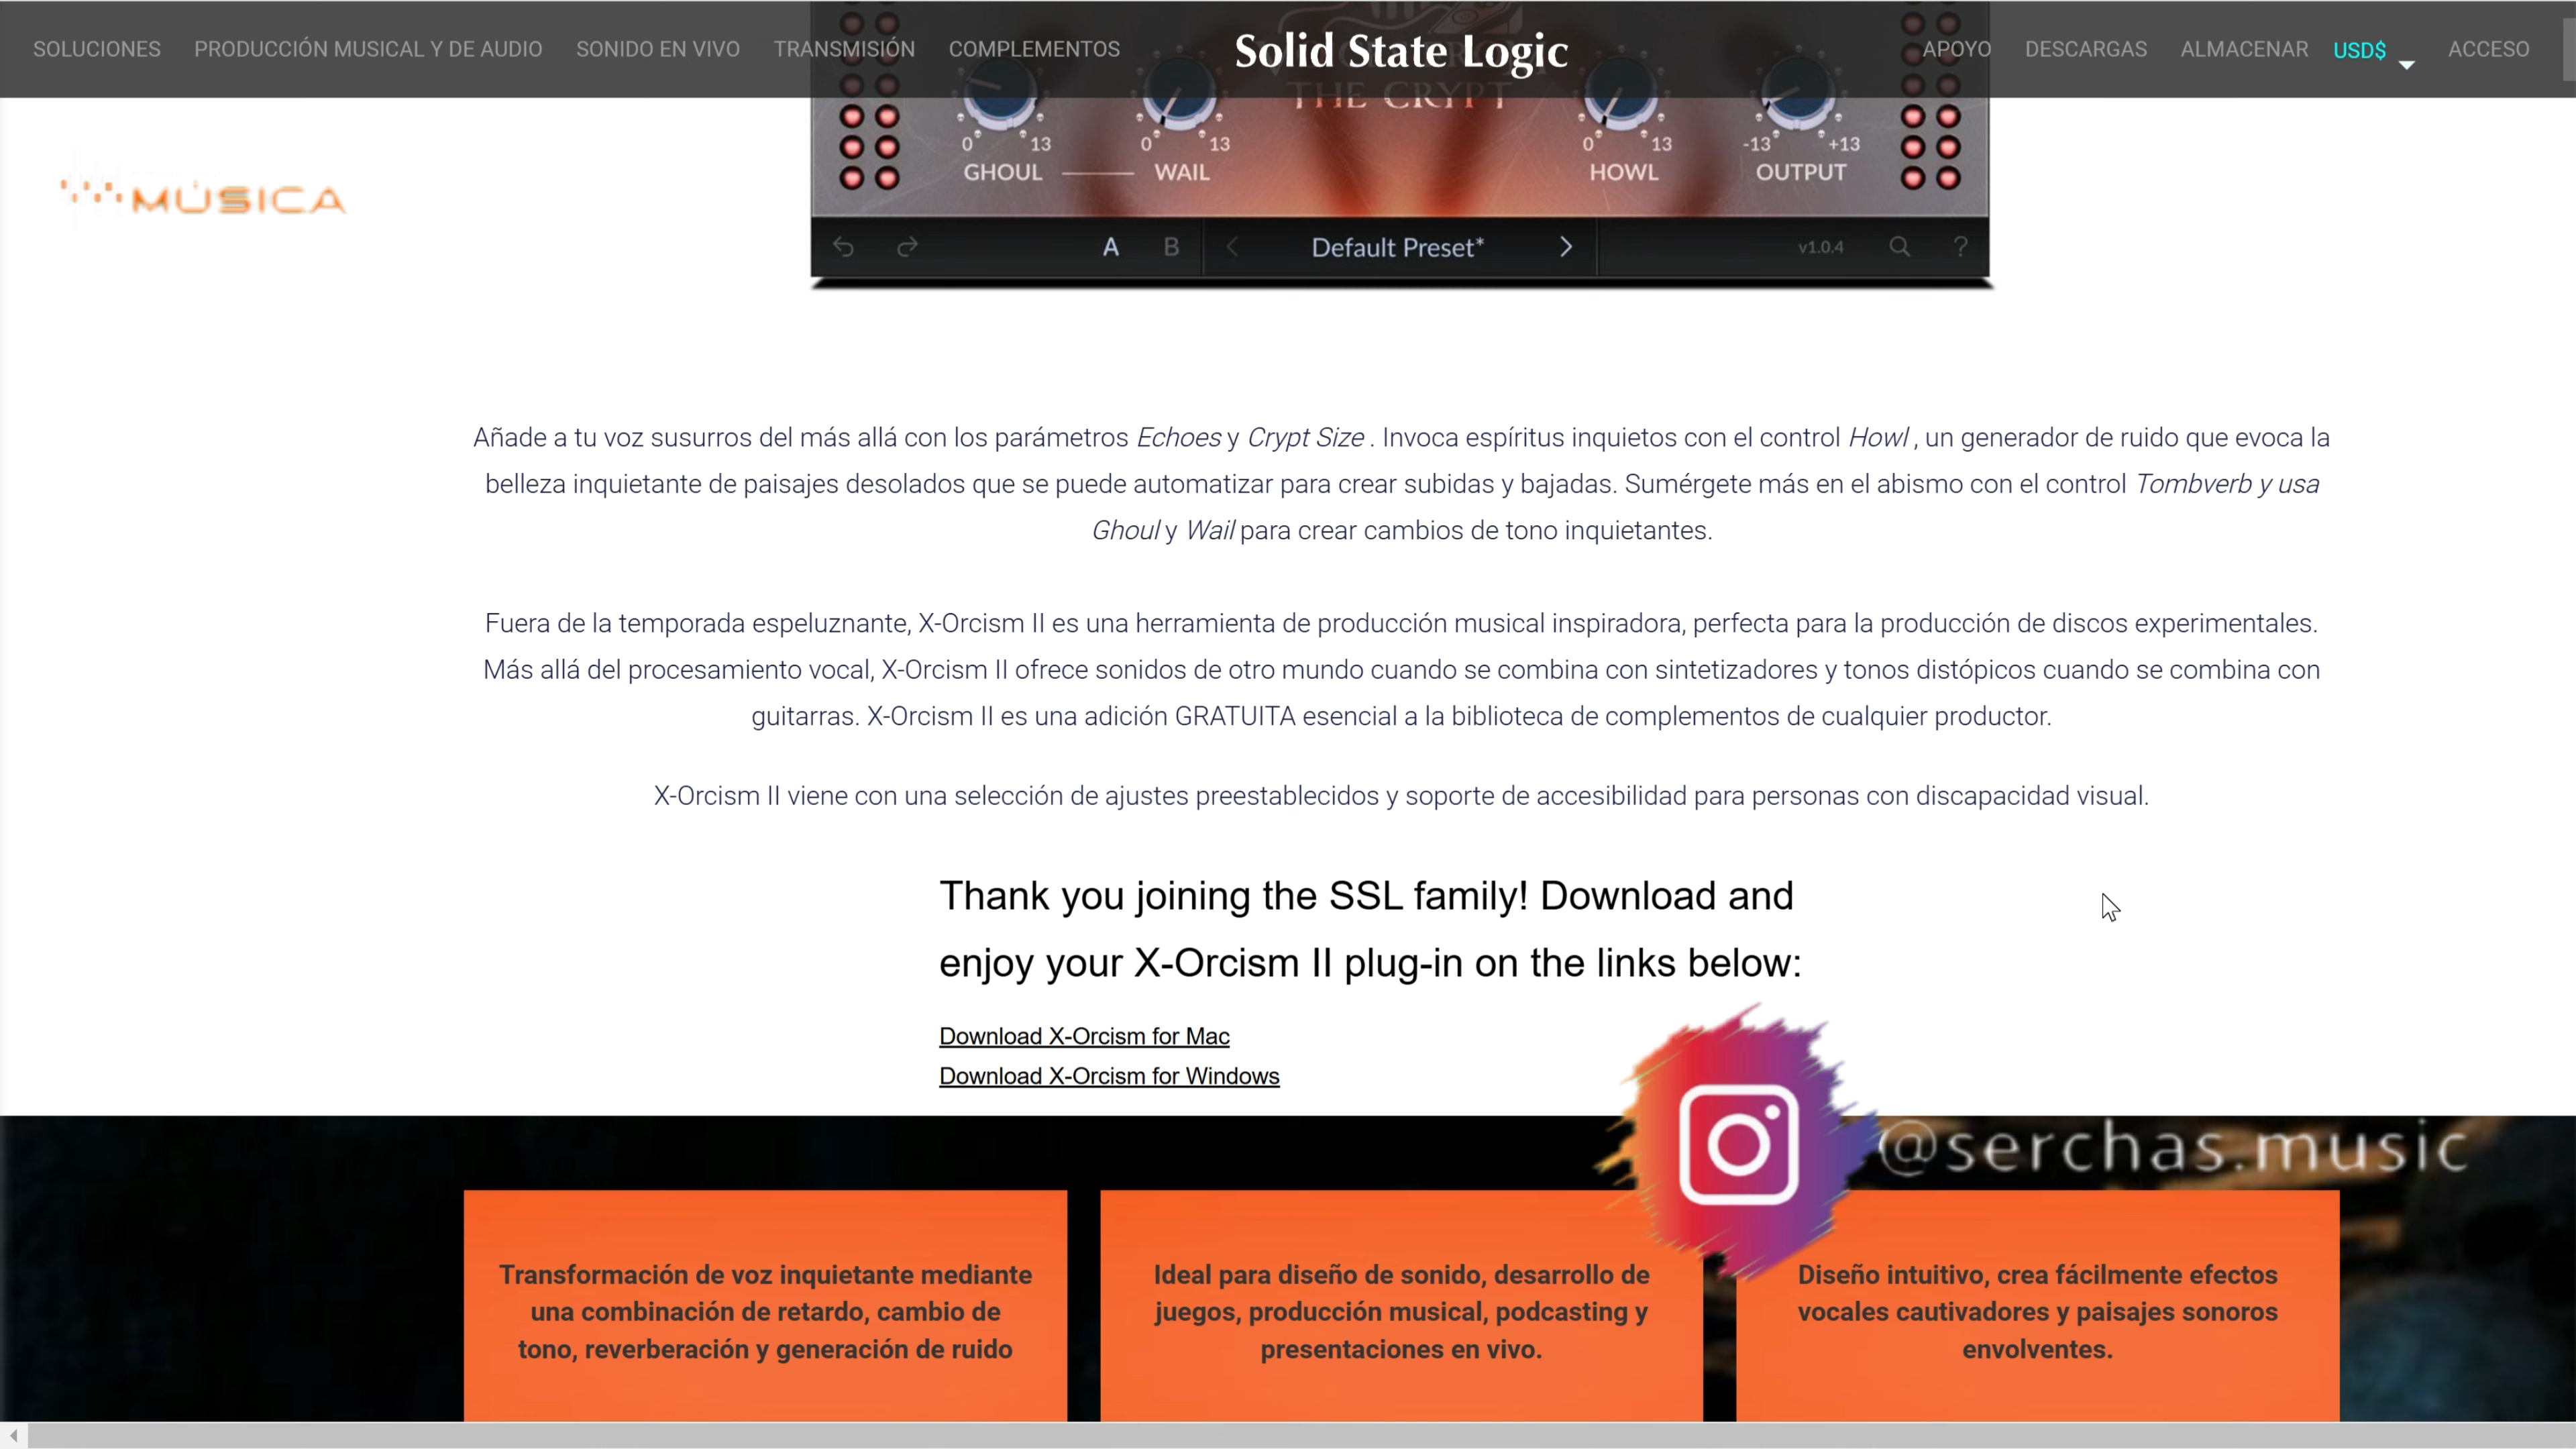 SOLUCIONES PRODUCCIÓN MUSICAL Y DE AUDIO SONIDO EN VIVO TRANSMISIÓN COMPLEMENTOS Solid State Logic APOYO DESCARGAS ALMACENAR USD$ ACCESO
THE CRYPT
0 13 0 13 0 13 -13 +13
GHOUL WAIL HOWL OUTPUT
MÚSICA
A B Default Preset* v1.0.4 ?
Añade a tu voz susurros del más allá con los parámetros Echoes y Crypt Size . Invoca espíritus inquietos con el control Howl , un generador de ruido que evoca la
belleza inquietante de paisajes desolados que se puede automatizar para crear subidas y bajadas. Sumérgete más en el abismo con el control Tombverb y usa
Ghoul y Wail para crear cambios de tono inquietantes.
Fuera de la temporada espeluznante, X-Orcism II es una herramienta de producción musical inspiradora, perfecta para la producción de discos experimentales.
Más allá del procesamiento vocal, X-Orcism II ofrece sonidos de otro mundo cuando se combina con sintetizadores y tonos distópicos cuando se combina con
guitarras. X-Orcism II es una adición GRATUITA esencial a la biblioteca de complementos de cualquier productor.
X-Orcism II viene con una selección de ajustes preestablecidos y soporte de accesibilidad para personas con discapacidad visual.
Thank you joining the SSL family! Download and
enjoy your X-Orcism II plug-in on the links below:
Download X-Orcism for Mac
Download X-Orcism for Windows
@serchas.music
Transformación de voz inquietante mediante
una combinación de retardo, cambio de
tono, reverberación y generación de ruido
Ideal para diseño de sonido, desarrollo de
juegos, producción musical, podcasting y
presentaciones en vivo.
Diseño intuitivo, crea fácilmente efectos
vocales cautivadores y paisajes sonoros
envolventes.